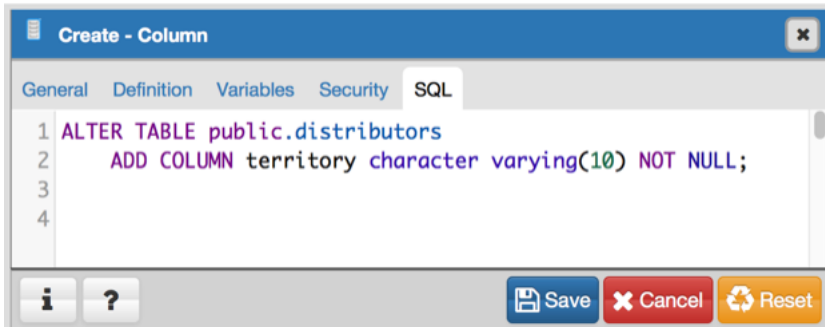 Create - Column
General Definition Variables Security SQL
1 ALTER TABLE public.distributors
2     ADD COLUMN territory character varying(10) NOT NULL;
3
4
i ? Save Cancel Reset